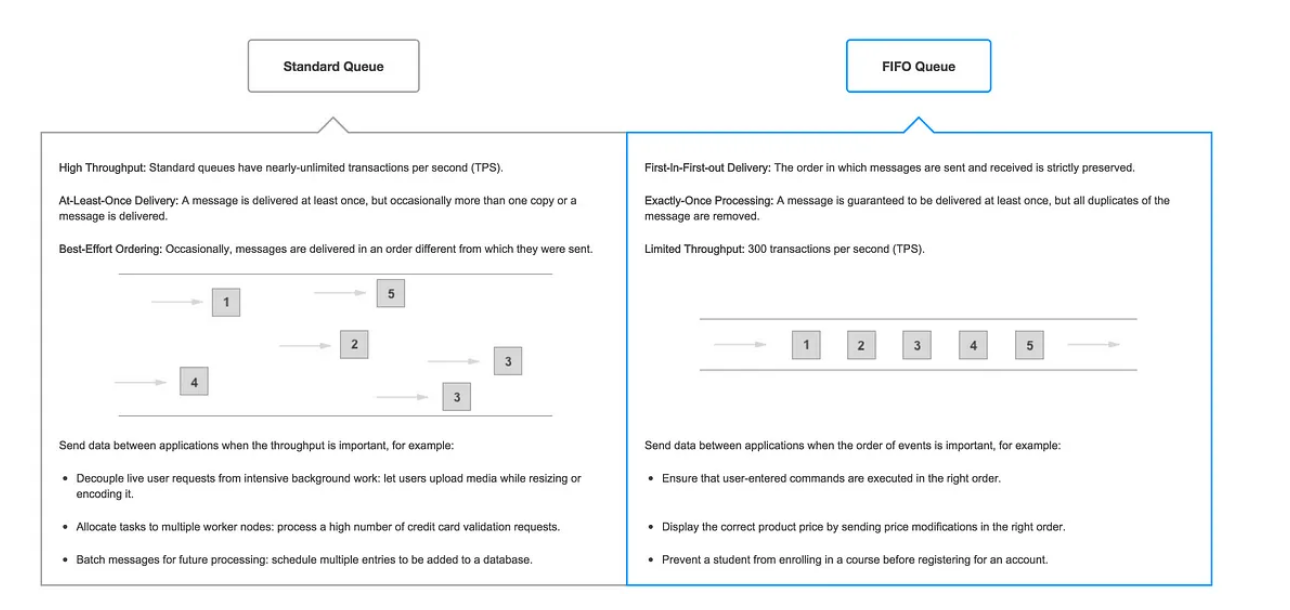 Standard Queue
High Throughput: Standard queues have nearly-unlimited transactions per second (TPS).
At-Least-Once Delivery: A message is delivered at least once, but occasionally more than one copy or a
message is delivered.
Best-Effort Ordering: Occasionally, messages are delivered in an order different from which they were sent.
1
5
2
3
4
3
Send data between applications when the throughput is important, for example:
• Decouple live user requests from intensive background work: let users upload media while resizing or
encoding it.
• Allocate tasks to multiple worker nodes: process a high number of credit card validation requests.
• Batch messages for future processing: schedule multiple entries to be added to a database.
FIFO Queue
First-In-First-out Delivery: The order in which messages are sent and received is strictly preserved.
Exactly-Once Processing: A message is guaranteed to be delivered at least once, but all duplicates of the
message are removed.
Limited Throughput: 300 transactions per second (TPS).
1 2 3 4 5
Send data between applications when the order of events is important, for example:
• Ensure that user-entered commands are executed in the right order.
• Display the correct product price by sending price modifications in the right order.
• Prevent a student from enrolling in a course before registering for an account.